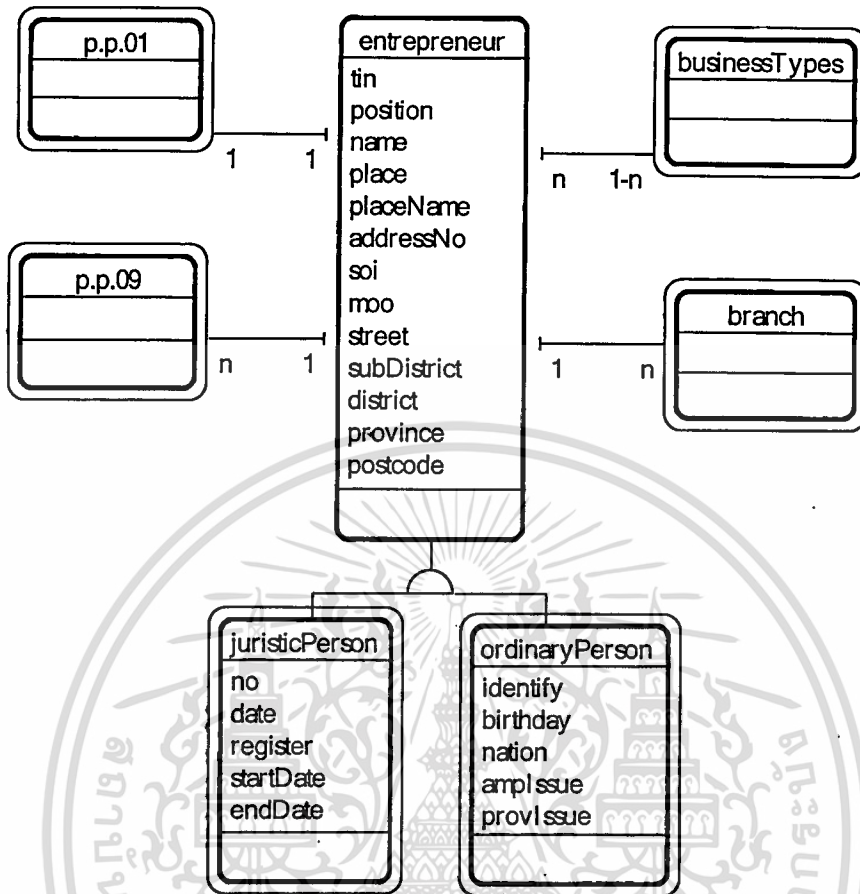 p.p.01
entrepreneur
tin
position
name
place
placeName
addressNo
soi
moo
street
subDistrict
district
province
postcode
businessTypes
1 1
n 1-n
p.p.09
n 1
branch
1 n
juristicPerson
no
date
register
startDate
endDate
ordinaryPerson
identify
birthday
nation
ampIssue
provIssue